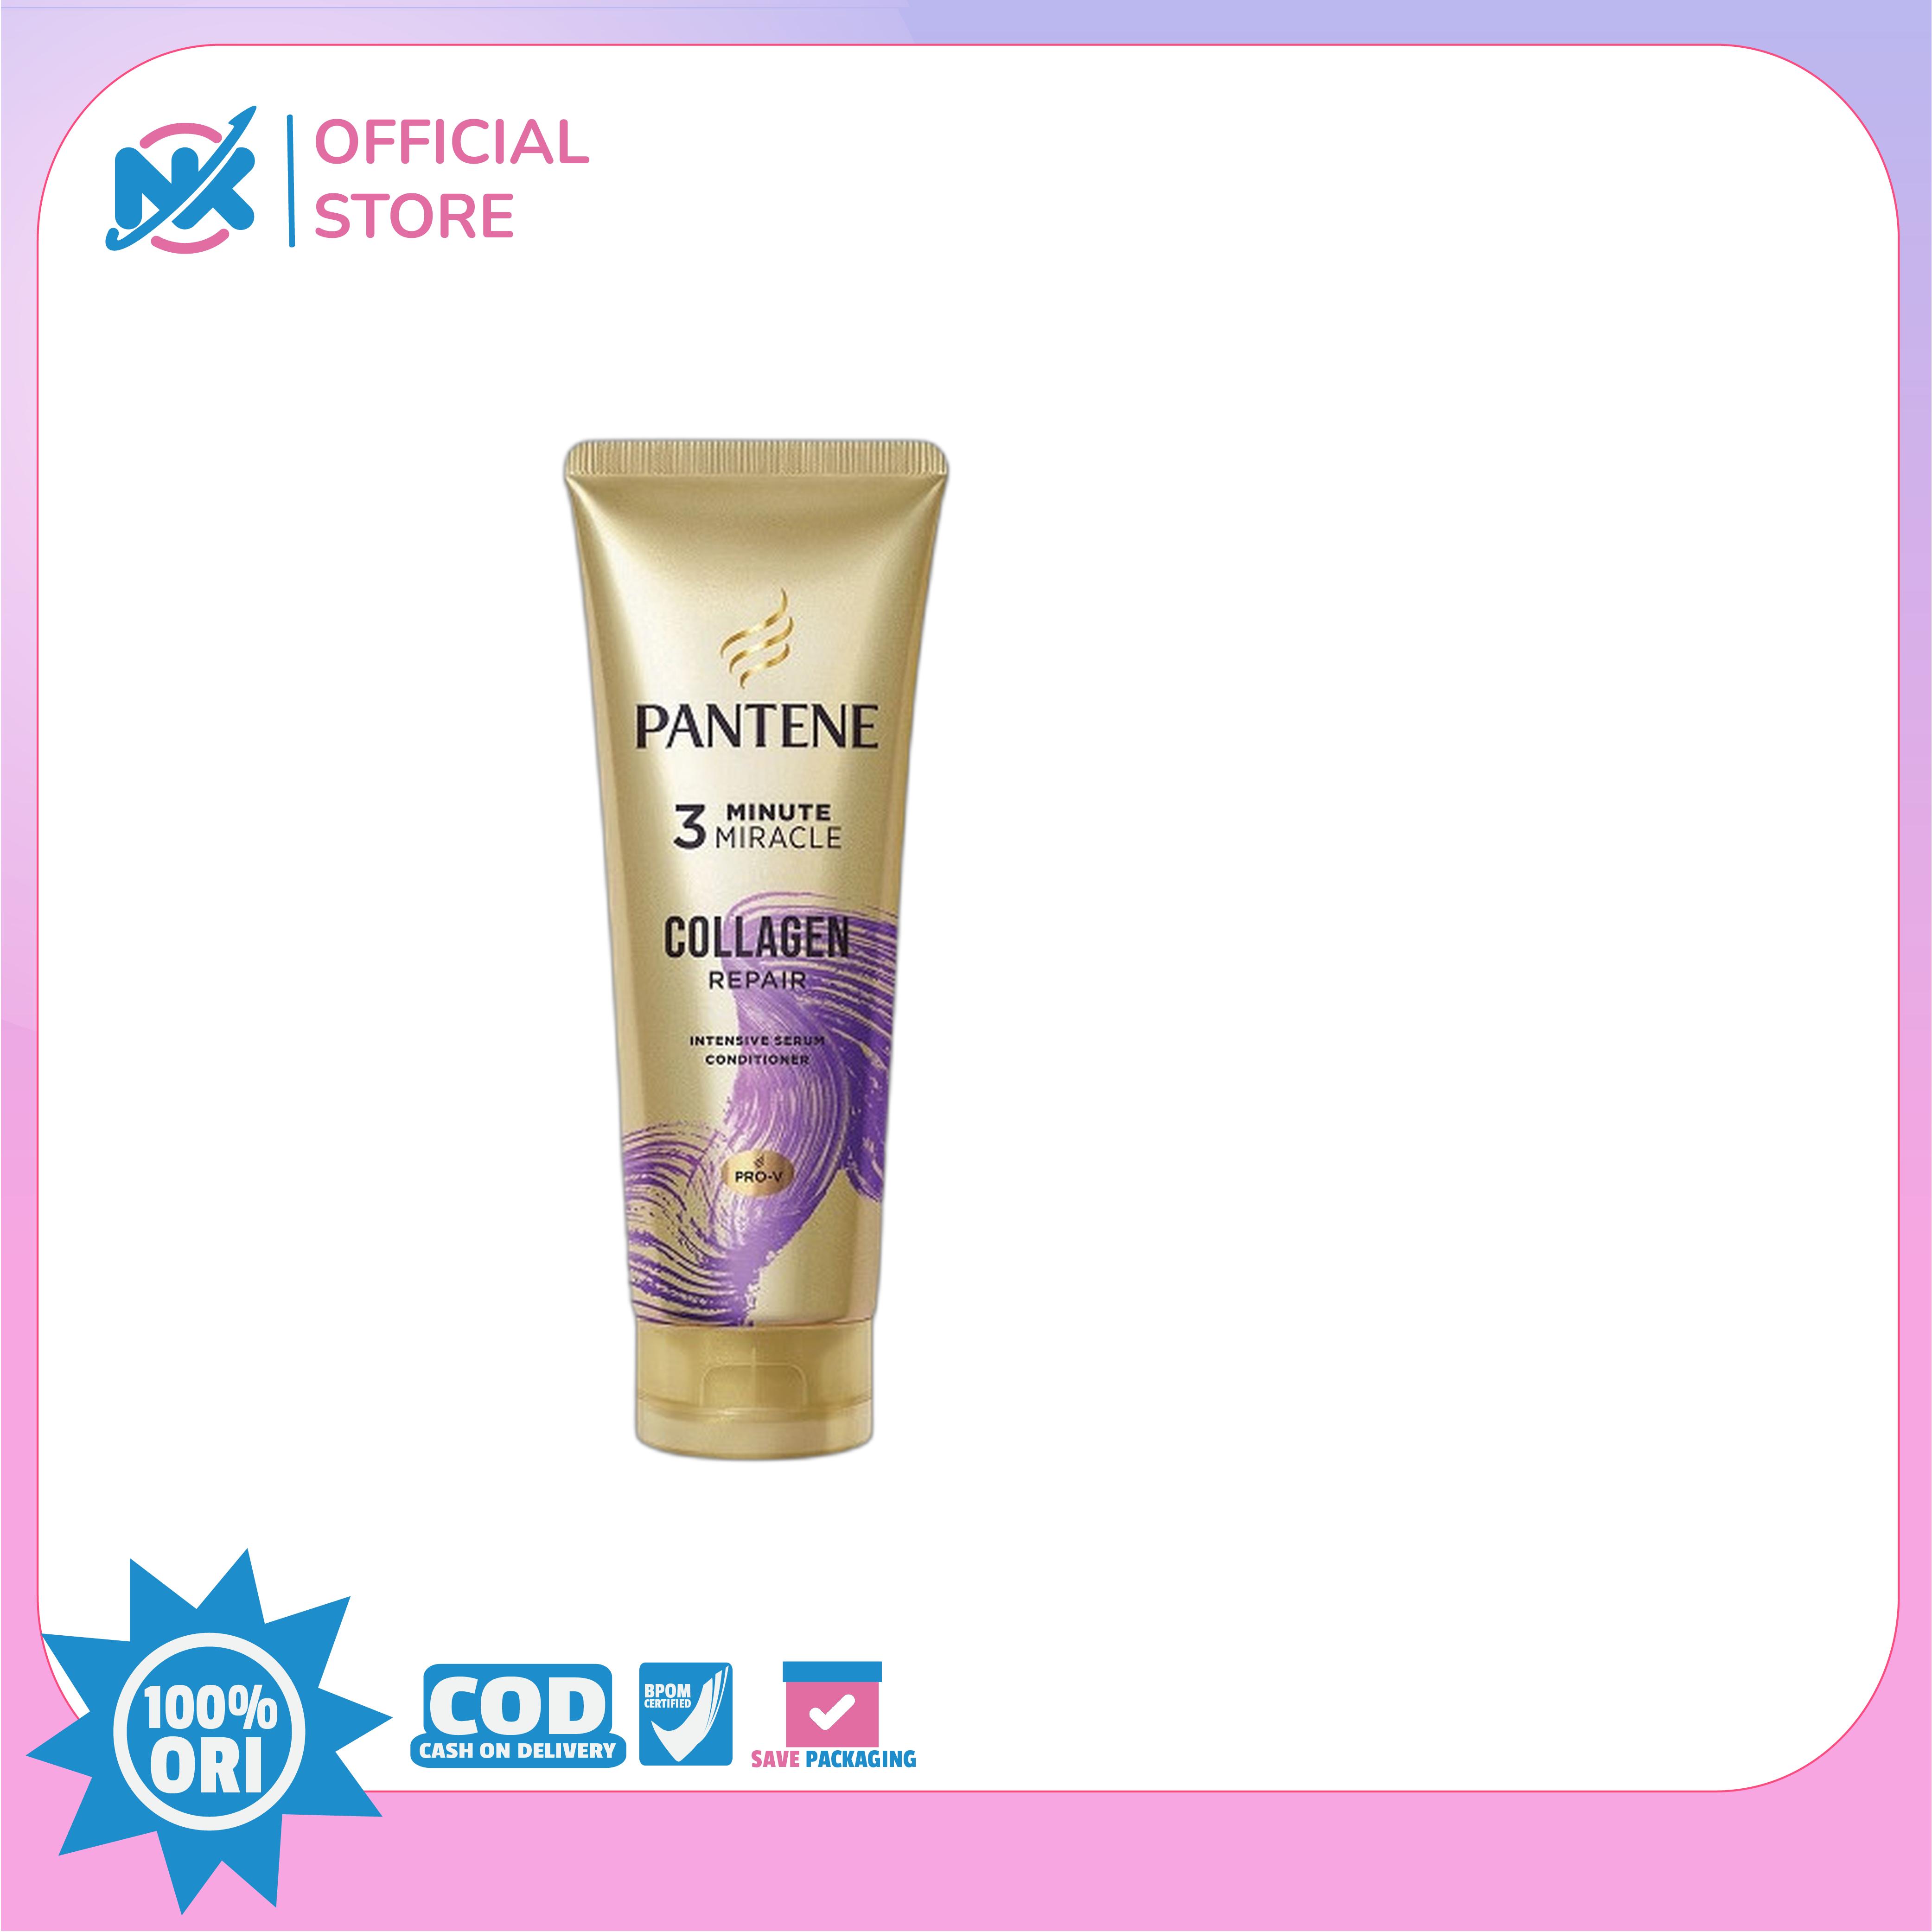 NK
OFFICIAL
STORE
PANTENE
3 MINUTE
MIRACLE
COLLAGEN
REPAIR
INTENSIVE SERUM
CONDITIONER
PRO-V
100%
ORI
COD
CASH ON DELIVERY
BPOM
CERTIFIED
SAVE PACKAGING